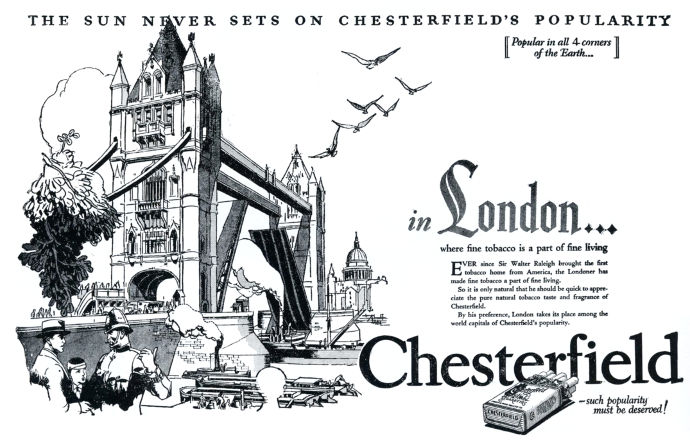 THE SUN NEVER SETS ON CHESTERFIELD'S POPULARITY
Popular in all 4 corners
of the Earth...
in London...
where fine tobacco is a part of fine living
EVER since Sir Walter Raleigh brought the first
tobacco home from America, the Londoner has
made fine tobacco a part of fine living.
So it is only natural that he should be quick to appre-
ciate the pure natural tobacco taste and fragrance of
Chesterfield.
By his preference, London takes its place among the
world capitals of Chesterfield's popularity.
Chesterfield
CHESTERFIELD
—such popularity
must be deserved!